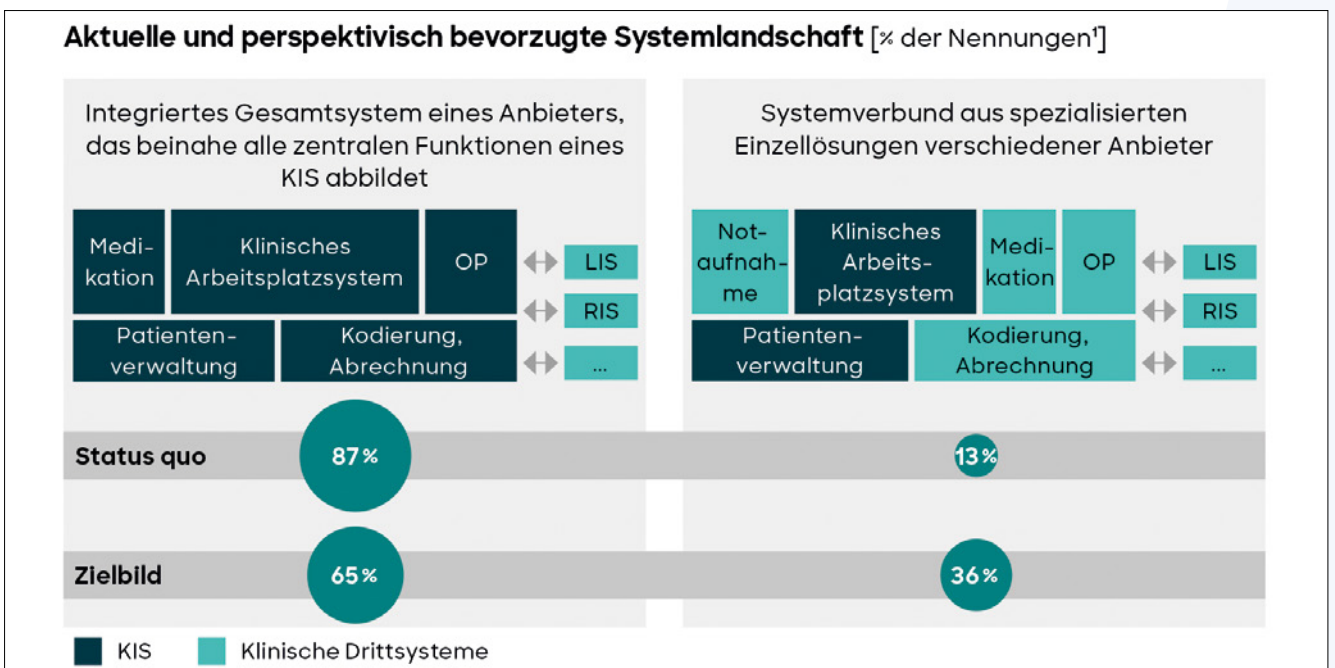 Aktuelle und perspektivisch bevorzugte Systemlandschaft [% der Nennungen¹]
Integriertes Gesamtsystem eines Anbieters,
das beinahe alle zentralen Funktionen eines
KIS abbildet
Medi-
kation
Klinisches
Arbeitsplatzsystem
OP
LIS
RIS
...
Patienten-
verwaltung
Kodierung,
Abrechnung
Systemverbund aus spezialisierten
Einzellösungen verschiedener Anbieter
Not-
aufnah-
me
Klinisches
Arbeits-
platzsystem
Medi-
kation
OP
LIS
RIS
...
Patienten-
verwaltung
Kodierung,
Abrechnung
Status quo
87 %
13 %
Zielbild
65 %
36 %
KIS
Klinische Drittsysteme